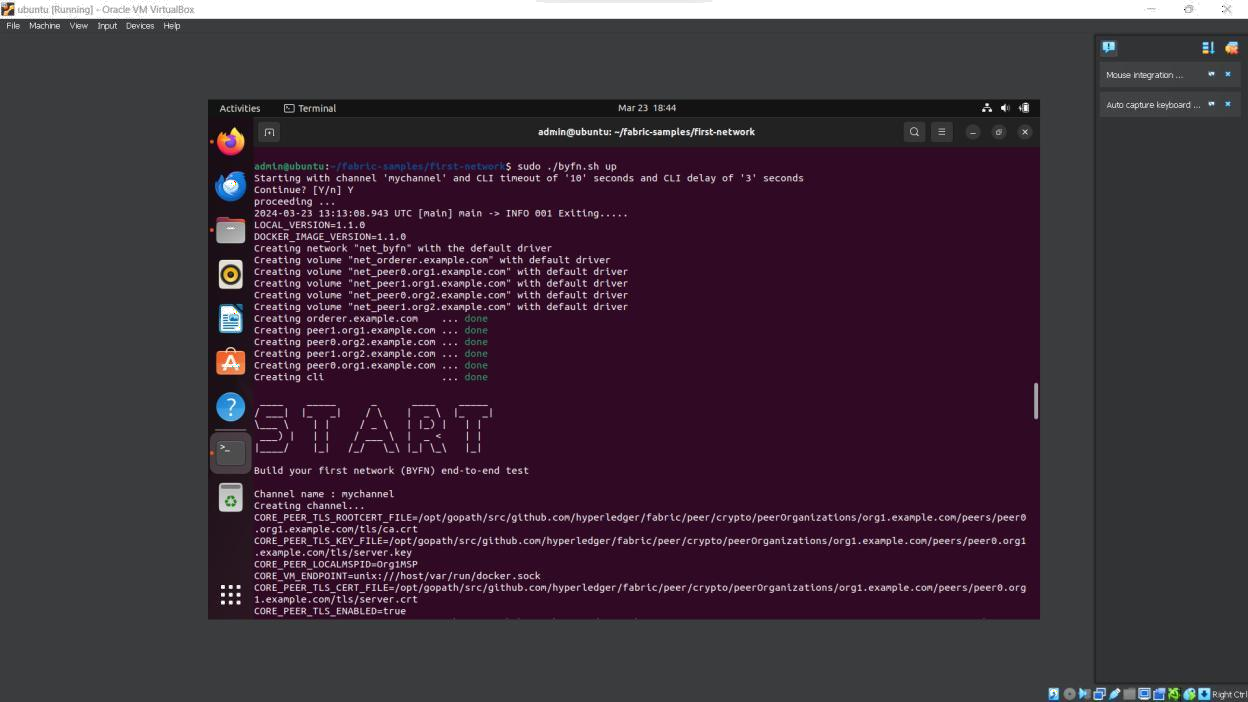 ubuntu [Running] - Oracle VM VirtualBox
File Machine View Input Devices Help
Mouse integration ...
Auto capture keyboard ...
Activities Terminal Mar 23 18:44
admin@ubuntu: ~/fabric-samples/first-network
admin@ubuntu:~/fabric-samples/first-network$ sudo ./byfn.sh up
Starting with channel 'mychannel' and CLI timeout of '10' seconds and CLI delay of '3' seconds
Continue? [Y/n] Y
proceeding ...
2024-03-23 13:13:08.943 UTC [main] main -> INFO 001 Exiting.....
LOCAL_VERSION=1.1.0
DOCKER_IMAGE_VERSION=1.1.0
Creating network "net_byfn" with the default driver
Creating volume "net_orderer.example.com" with default driver
Creating volume "net_peer0.org1.example.com" with default driver
Creating volume "net_peer1.org1.example.com" with default driver
Creating volume "net_peer0.org2.example.com" with default driver
Creating volume "net_peer1.org2.example.com" with default driver
Creating orderer.example.com ... done
Creating peer1.org1.example.com ... done
Creating peer0.org2.example.com ... done
Creating peer1.org2.example.com ... done
Creating peer0.org1.example.com ... done
Creating cli ... done
START
Build your first network (BYFN) end-to-end test
Channel name : mychannel
Creating channel...
CORE_PEER_TLS_ROOTCERT_FILE=/opt/gopath/src/github.com/hyperledger/fabric/peer/crypto/peerOrganizations/org1.example.com/peers/peer0
.org1.example.com/tls/ca.crt
CORE_PEER_TLS_KEY_FILE=/opt/gopath/src/github.com/hyperledger/fabric/peer/crypto/peerOrganizations/org1.example.com/peers/peer0.org1
.example.com/tls/server.key
CORE_PEER_LOCALMSPID=Org1MSP
CORE_VM_ENDPOINT=unix:///host/var/run/docker.sock
CORE_PEER_TLS_CERT_FILE=/opt/gopath/src/github.com/hyperledger/fabric/peer/crypto/peerOrganizations/org1.example.com/peers/peer0.org
1.example.com/tls/server.crt
CORE_PEER_TLS_ENABLED=true
Right Ctrl